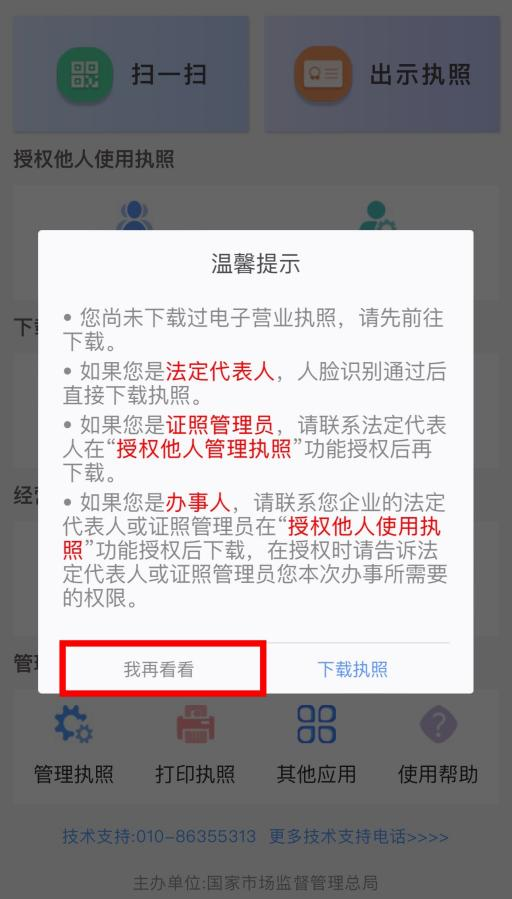 扫一扫
出示执照
授权他人使用执照
温馨提示
• 您尚未下载过电子营业执照，请先前往
下载。
• 如果您是法定代表人，人脸识别通过后
直接下载执照。
• 如果您是证照管理员，请联系法定代表
人在“授权他人管理执照”功能授权后再
下载。
• 如果您是办事人，请联系您企业的法定
代表人或证照管理员在“授权他人使用执
照”功能授权后下载，在授权时请告诉法
定代表人或证照管理员您本次办事所需要
的权限。
我再看看
下载执照
管理执照
打印执照
其他应用
使用帮助
技术支持:010-86355313 更多技术支持电话>>>>
主办单位:国家市场监督管理总局